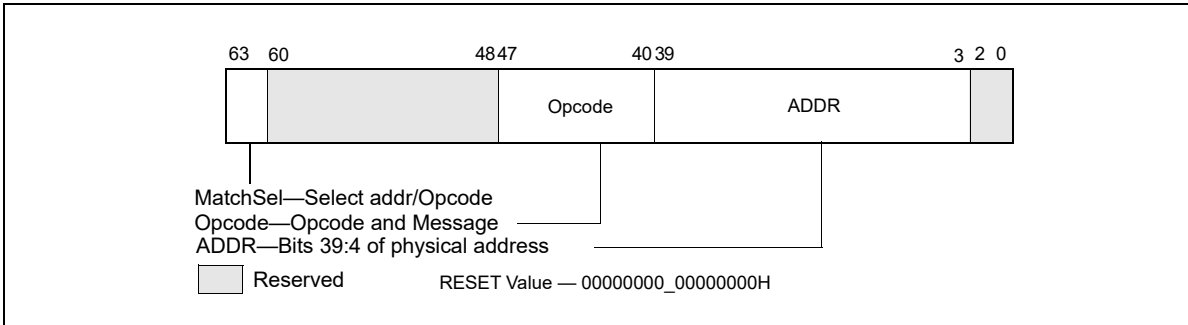 63 60 48 47 40 39 3 2 0
Opcode ADDR
MatchSel—Select addr/Opcode
Opcode—Opcode and Message
ADDR—Bits 39:4 of physical address
Reserved RESET Value — 00000000_00000000H